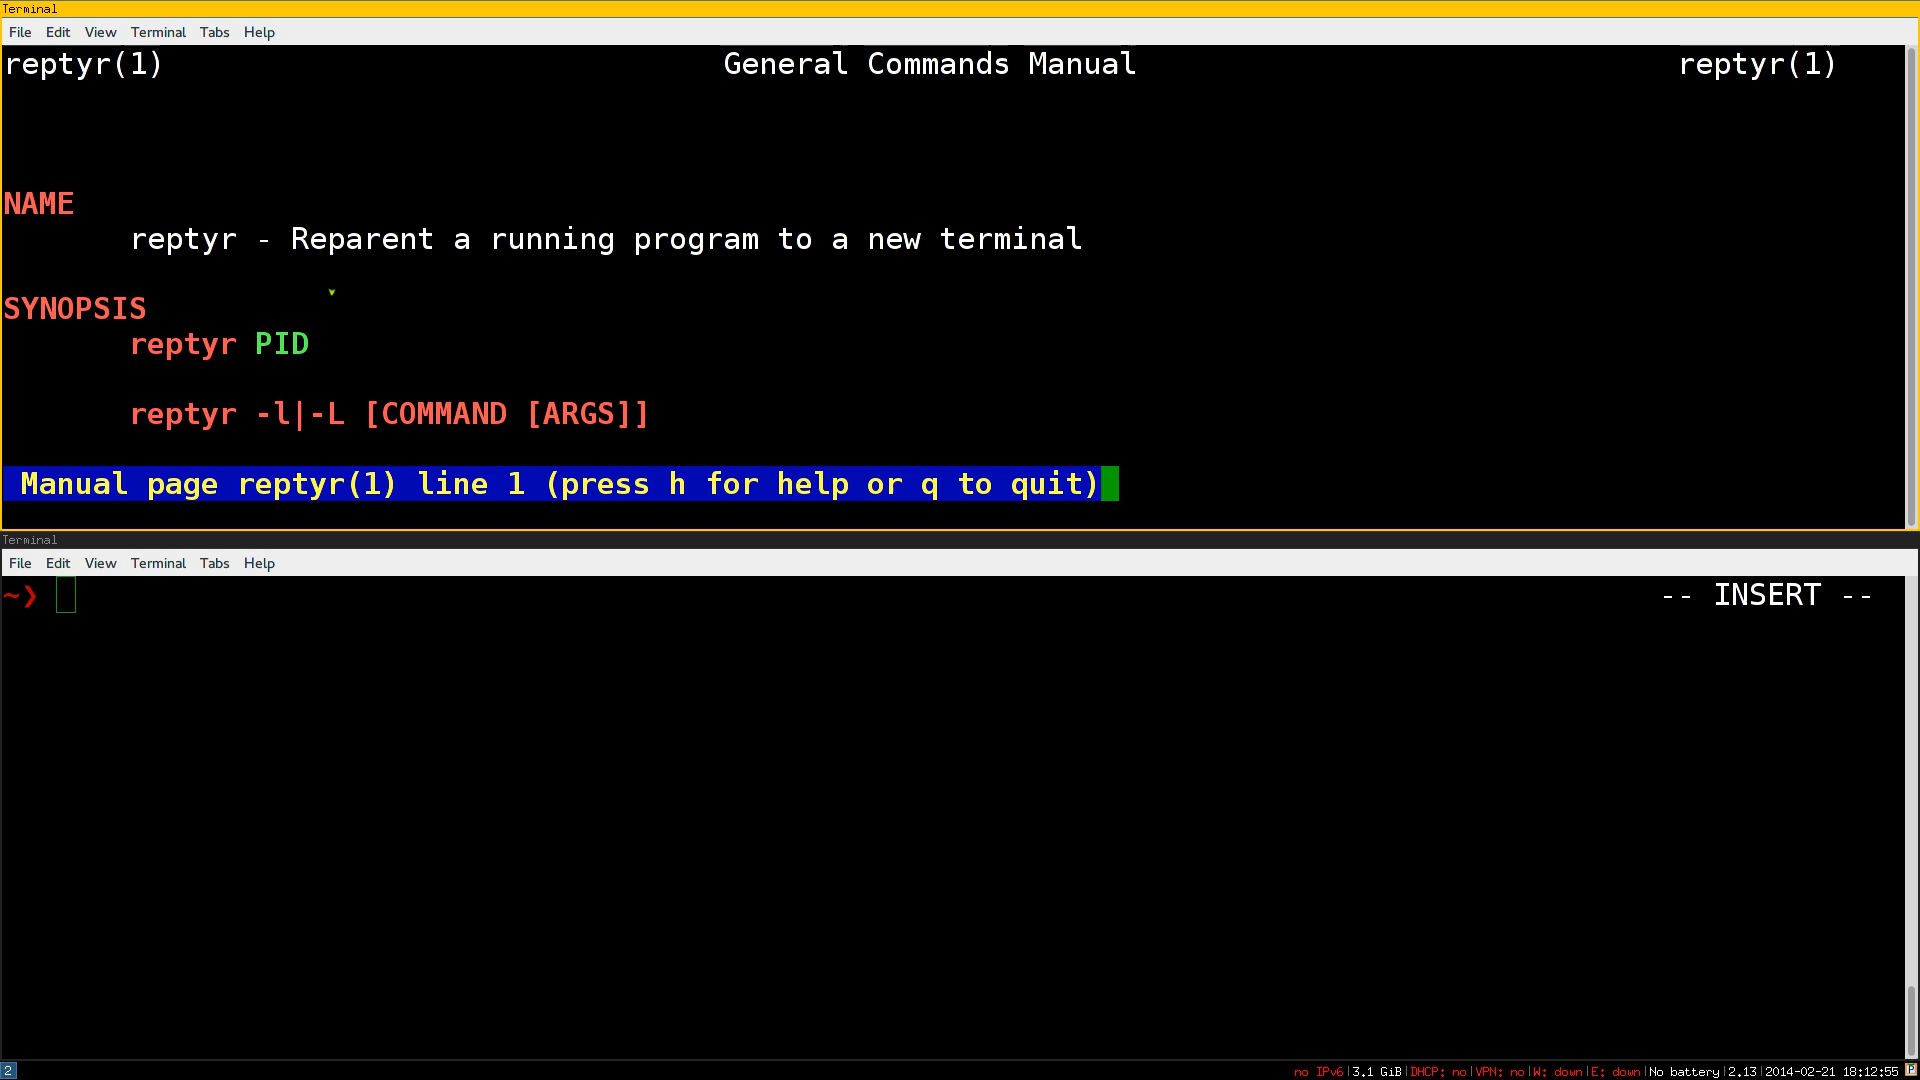 Terminal
File Edit View Terminal Tabs Help
reptyr(1) General Commands Manual reptyr(1)
NAME
reptyr - Reparent a running program to a new terminal
SYNOPSIS
reptyr PID
reptyr -l|-L [COMMAND [ARGS]]
Manual page reptyr(1) line 1 (press h for help or q to quit)
Terminal
File Edit View Terminal Tabs Help
~❯ -- INSERT --
2 no IPv6|3.1 GiB|DHCP: no|VPN: no|W: down|E: down|No battery|2.13|2014-02-21 18:12:55 P